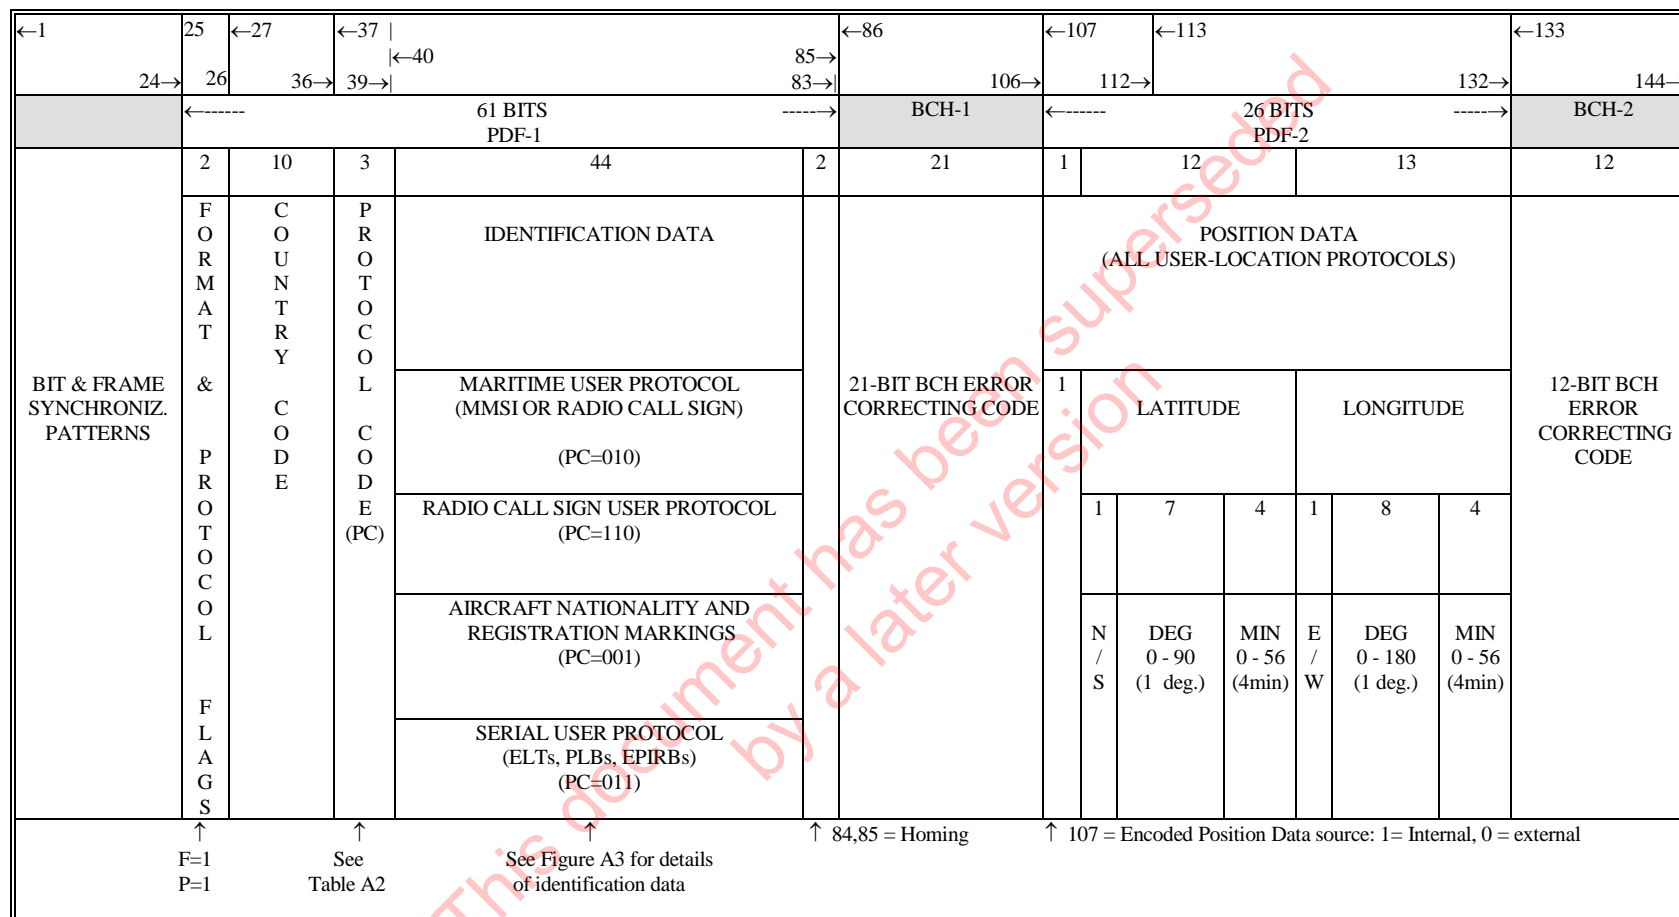 ←1 25 ←27 ←37 | ←86 ←107 ←113 ←133
|←40 85→
24→ 26 36→ 39→| 83→| 106→ 112→ 132→ 144→
←------ 61 BITS -----→ BCH-1 ←------ 26 BITS -----→ BCH-2
PDF-1 PDF-2
2 10 3 44 2 21 1 12 13 12
FORMAT & PROTOCOL FLAGS
COUNTRY CODE
PROTOCOL CODE
(PC)
IDENTIFICATION DATA
POSITION DATA
(ALL USER-LOCATION PROTOCOLS)
BIT & FRAME
SYNCHRONIZ.
PATTERNS
MARITIME USER PROTOCOL
(MMSI OR RADIO CALL SIGN)
(PC=010)
RADIO CALL SIGN USER PROTOCOL
(PC=110)
AIRCRAFT NATIONALITY AND
REGISTRATION MARKINGS
(PC=001)
SERIAL USER PROTOCOL
(ELTs, PLBs, EPIRBs)
(PC=011)
21-BIT BCH ERROR
CORRECTING CODE
1 LATITUDE LONGITUDE
1 7 4 1 8 4
N DEG MIN E DEG MIN
/ 0 - 90 0 - 56 / 0 - 180 0 - 56
S (1 deg.) (4min) W (1 deg.) (4min)
12-BIT BCH
ERROR
CORRECTING
CODE
↑ ↑ ↑ ↑ 84,85 = Homing ↑ 107 = Encoded Position Data source: 1= Internal, 0 = external
F=1 See See Figure A3 for details
P=1 Table A2 of identification data
This document has been superseded
by a later version